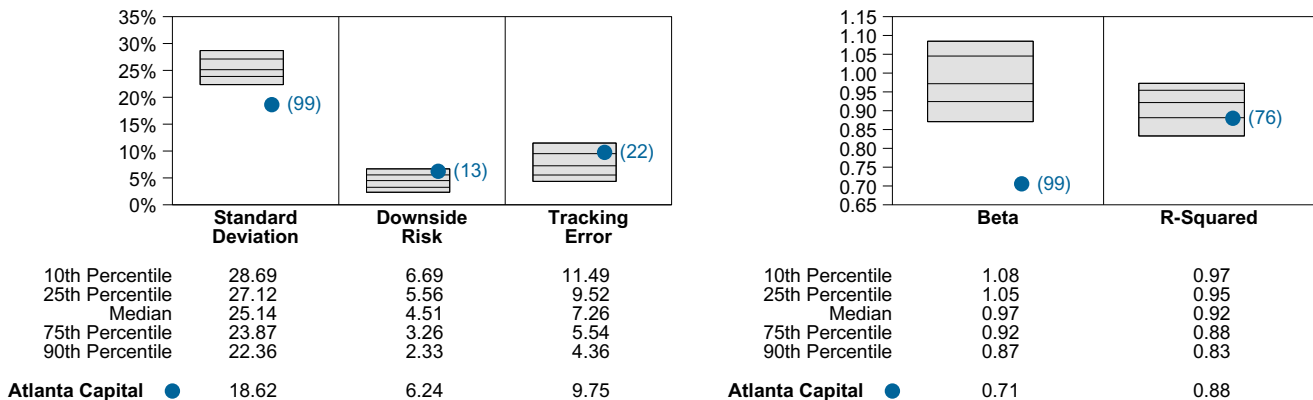 35%
30%
25%
20%
15%
10%
5%
0%
(99)
(13)
(22)
Standard
Deviation
Downside
Risk
Tracking
Error
10th Percentile 28.69 6.69 11.49
25th Percentile 27.12 5.56 9.52
Median 25.14 4.51 7.26
75th Percentile 23.87 3.26 5.54
90th Percentile 22.36 2.33 4.36
Atlanta Capital 18.62 6.24 9.75
1.15
1.10
1.05
1.00
0.95
0.90
0.85
0.80
0.75
0.70
0.65
(99)
(76)
Beta
R-Squared
10th Percentile 1.08 0.97
25th Percentile 1.05 0.95
Median 0.97 0.92
75th Percentile 0.92 0.88
90th Percentile 0.87 0.83
Atlanta Capital 0.71 0.88